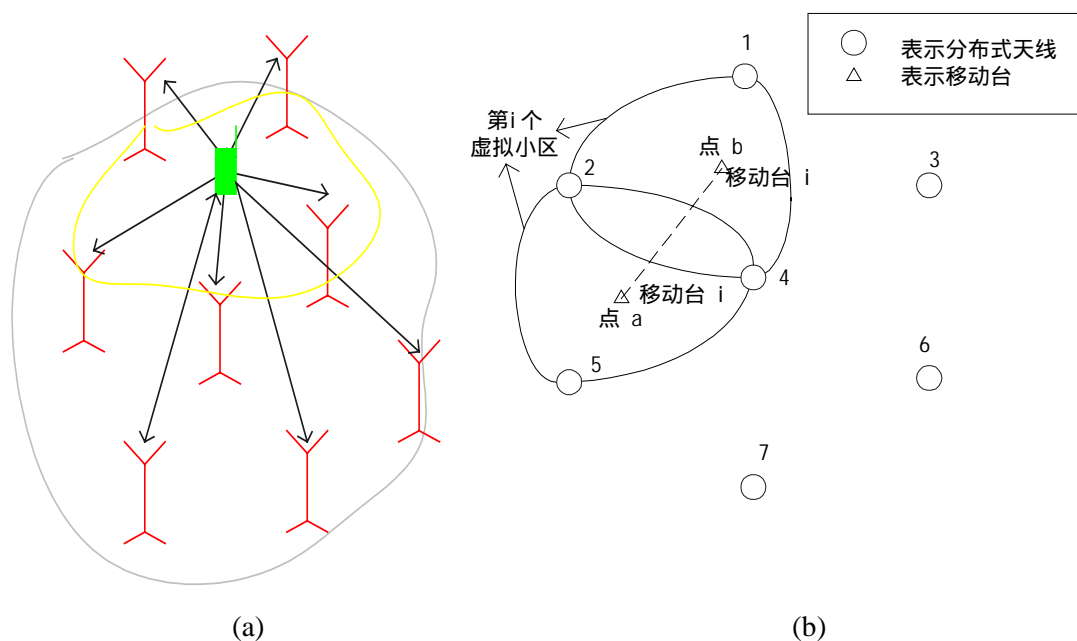 1
表示分布式天线
表示移动台
第i个
虚拟小区
点 b
移动台 i
2
3
4
移动台 i
点 a
5
6
7
(a)
(b)